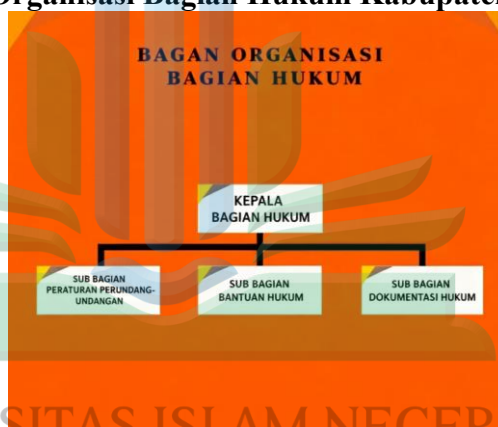 Organisasi Bagian Hukum Kabupaten
BAGAN ORGANISASI
BAGIAN HUKUM
KEPALA
BAGIAN HUKUM
SUB BAGIAN
PERATURAN PERUNDANG-
UNDANGAN
SUB BAGIAN
BANTUAN HUKUM
SUB BAGIAN
DOKUMENTASI HUKUM
SITAS ISLAM NEGER